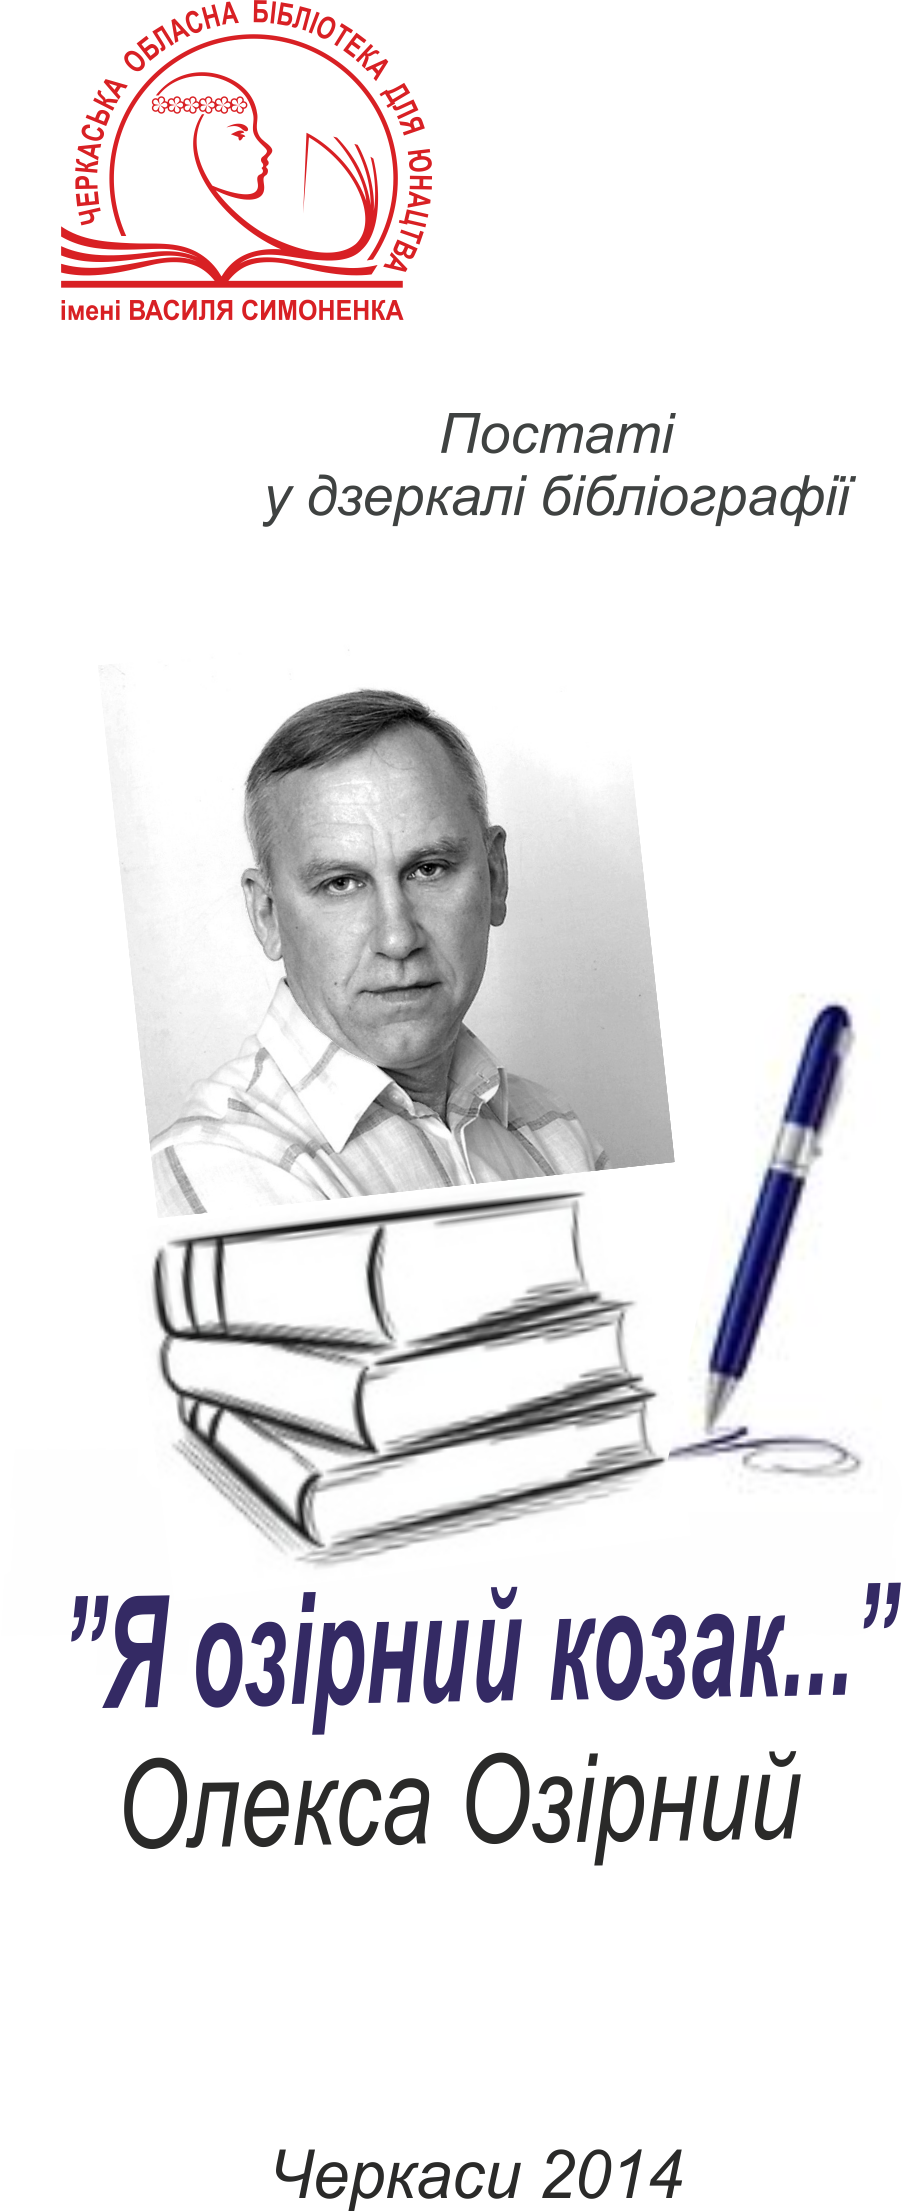 ЧЕРКАСЬКА ОБЛАСНА БІБЛІОТЕКА ДЛЯ ЮНАЦТВА
імені ВАСИЛЯ СИМОНЕНКА
Постаті
у дзеркалі бібліографії
”Я озірний козак...”
Олекса Озірний
Черкаси 2014